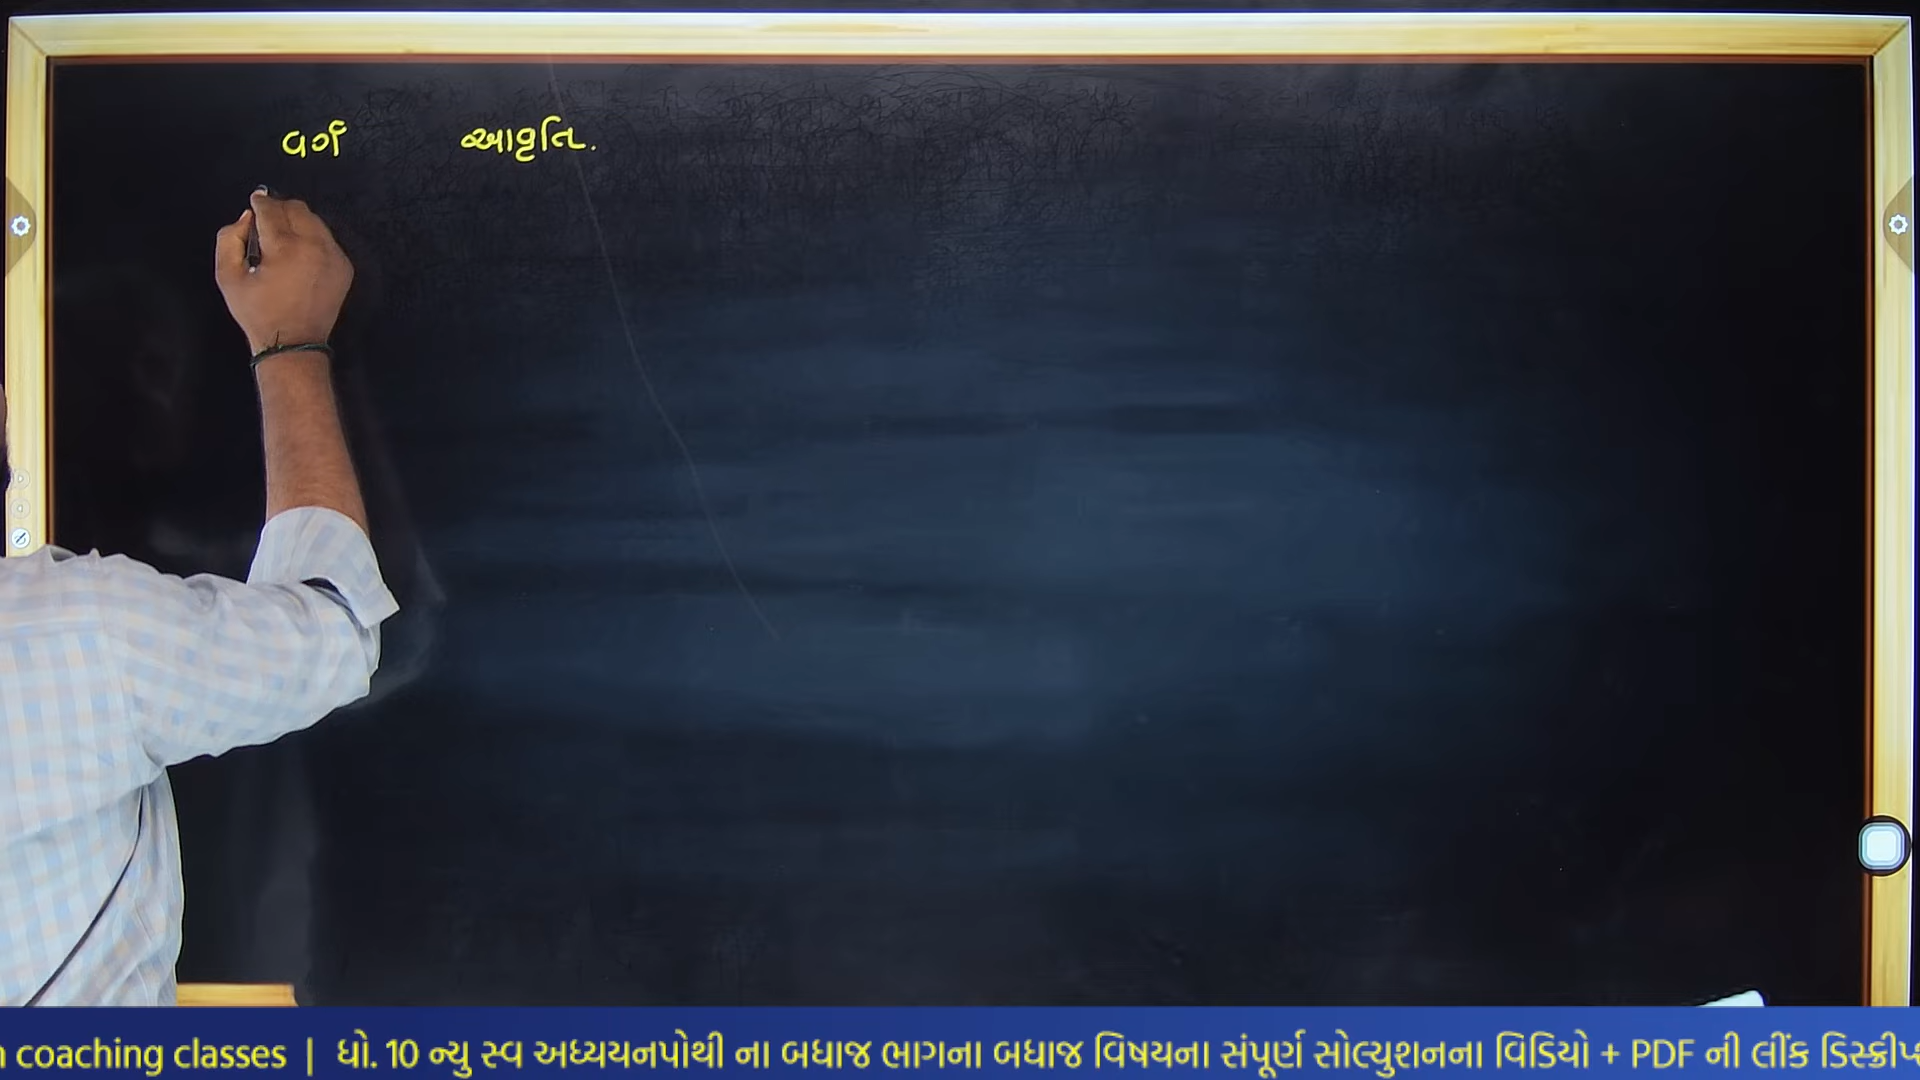 વર્ગ આવૃતિ.
coaching classes | ધો. 10 ન્યુ સ્વ અધ્યયનપોથી ના બધાજ ભાગના બધાજ વિષયના સંપૂર્ણ સોલ્યુશનના વિડિયો + PDF ની લીંક